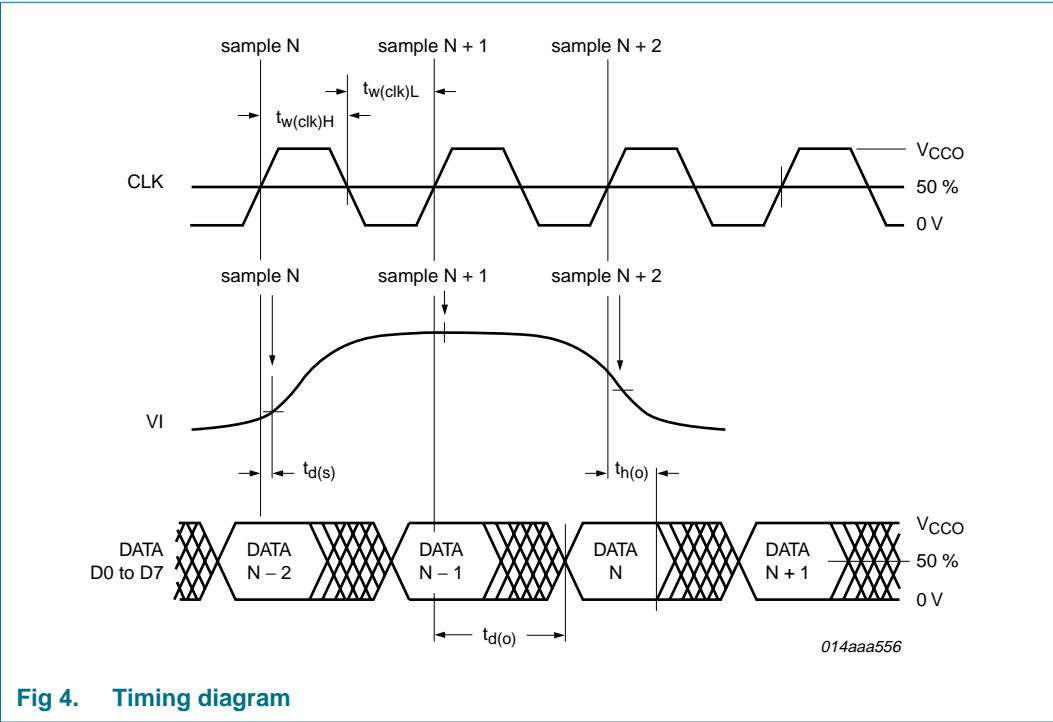 sample N
sample N + 1
sample N + 2
tw(clk)L
tw(clk)H
VCCO
CLK
50 %
0 V
sample N
sample N + 1
sample N + 2
VI
td(s)
th(o)
VCCO
DATA
D0 to D7
DATA
N − 2
DATA
N − 1
DATA
N
DATA
N + 1
50 %
0 V
td(o)
014aaa556
Fig 4. Timing diagram